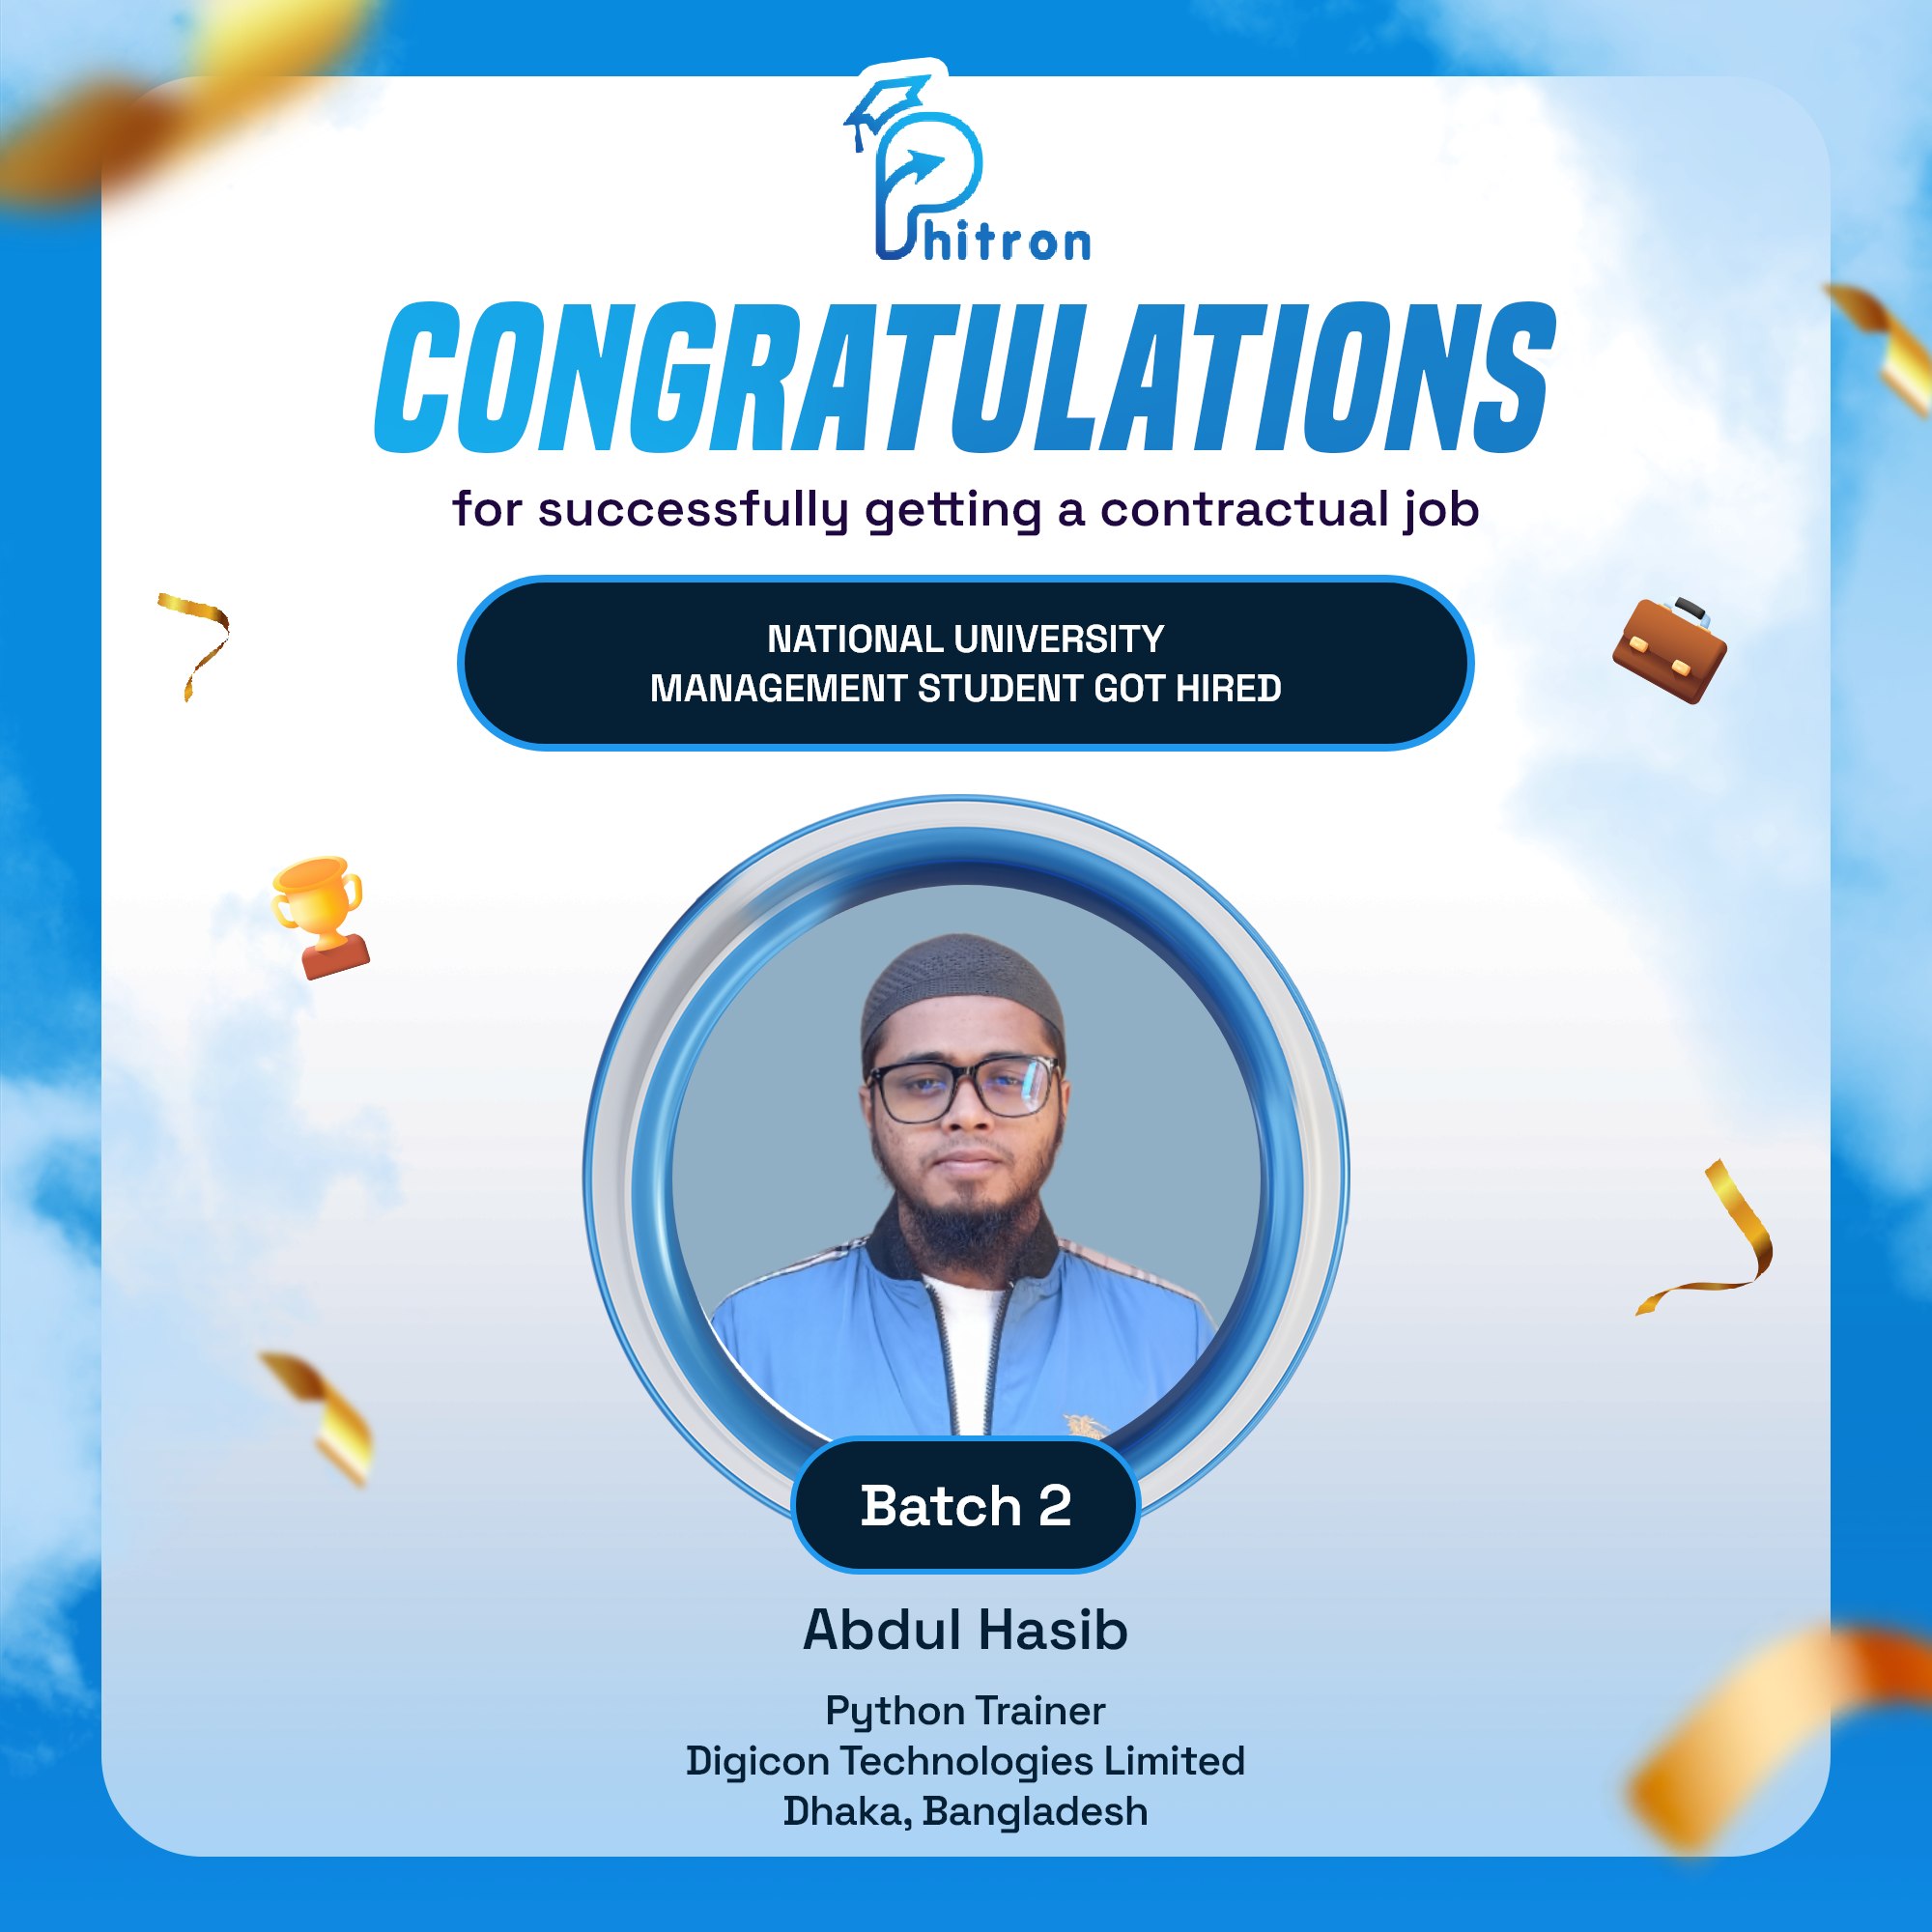 Phitron
CONGRATULATIONS
for successfully getting a contractual job
NATIONAL UNIVERSITY
MANAGEMENT STUDENT GOT HIRED
Batch 2
Abdul Hasib
Python Trainer
Digicon Technologies Limited
Dhaka, Bangladesh